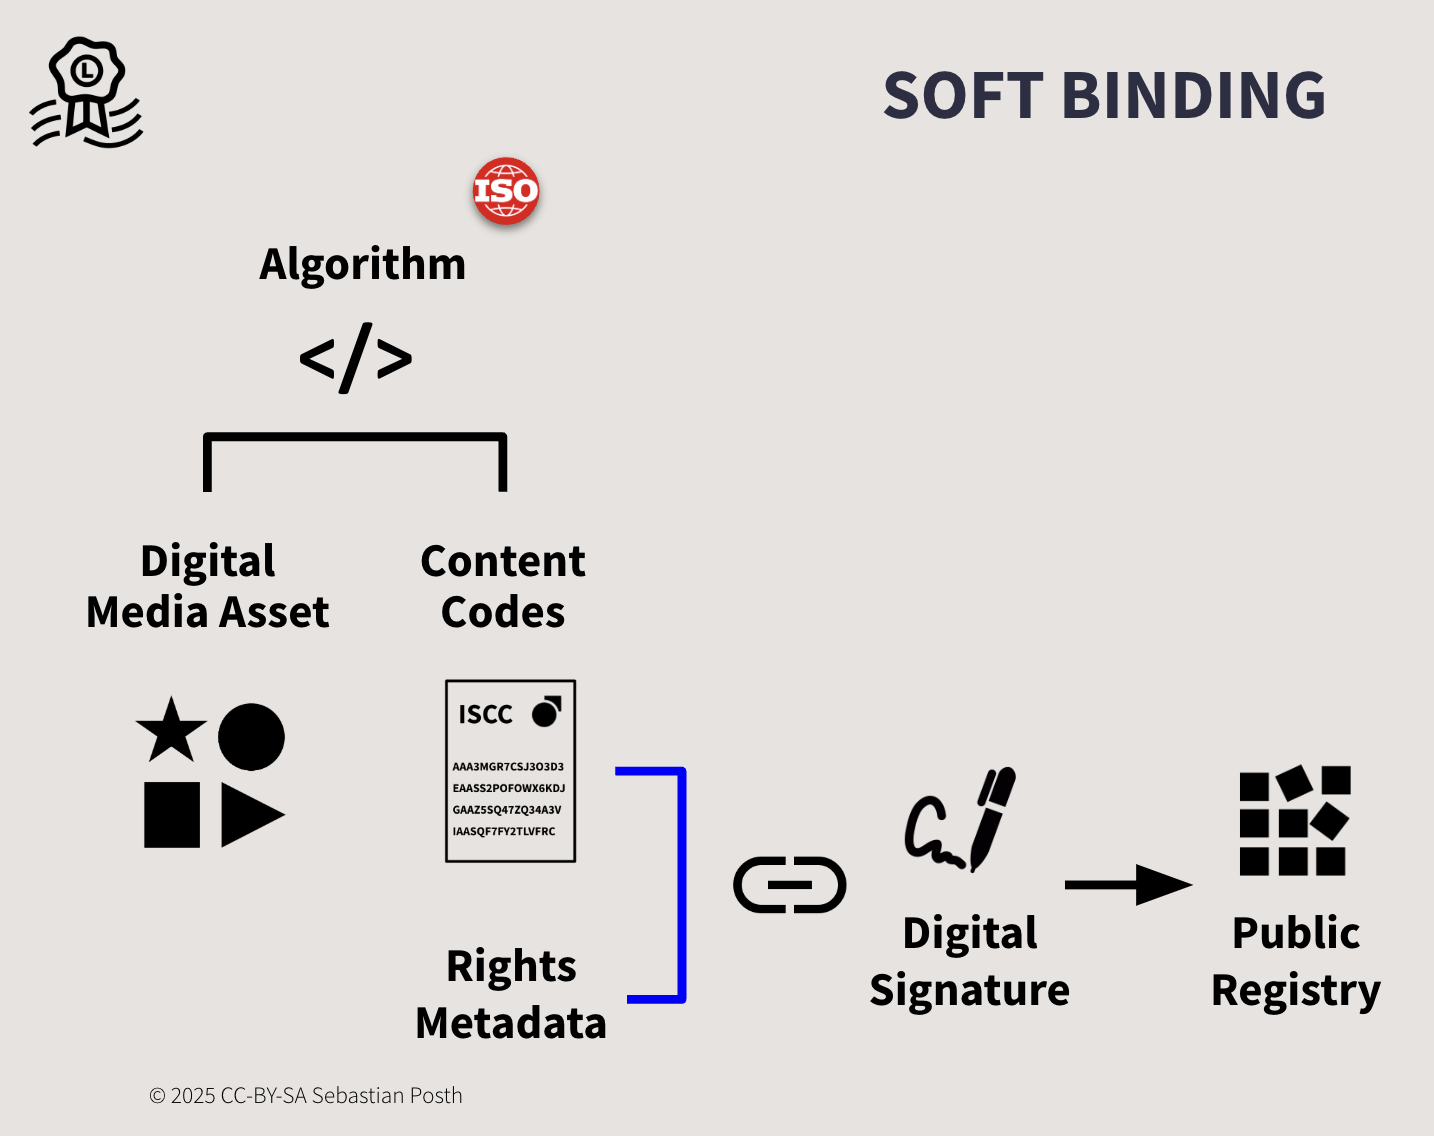 L
SOFT BINDING
ISO
Algorithm
</>
Digital
Media Asset
Content
Codes
ISCC
AAA3MGR7CSJ3O3D3
EAASS2POFOWX6KDJ
GAAZ5SQ47ZQ34A3V
IAASQF7FY2TLVFRC
Rights
Metadata
Digital
Signature
Public
Registry
© 2025 CC-BY-SA Sebastian Posth